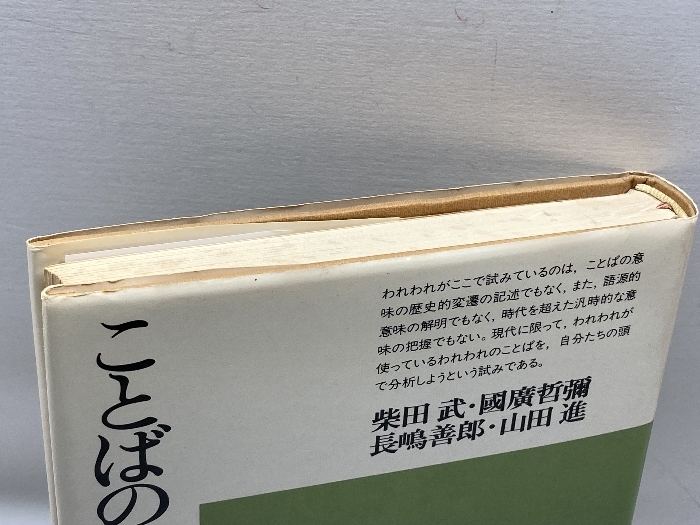 われわれがここで試みているのは，ことばの意
味の歴史的変遷の記述でもなく，また，語源的
意味の解明でもなく，時代を超えた汎時的な意
味の把握でもない。現代に限って，われわれが
使っているわれわれのことばを，自分たちの頭
で分析しようという試みである。
柴田 武・國廣哲彌
長嶋善郎・山田 進
ことばの